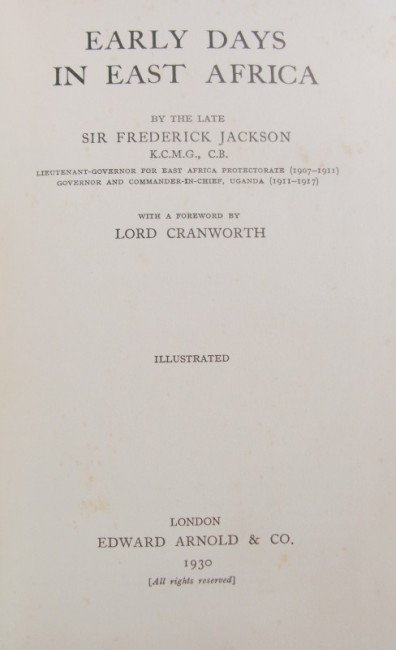 EARLY DAYS
IN EAST AFRICA
BY THE LATE
SIR FREDERICK JACKSON
K.C.M.G., C.B.
LIEUTENANT-GOVERNOR FOR EAST AFRICA PROTECTORATE (1907–1911)
GOVERNOR AND COMMANDER-IN-CHIEF, UGANDA (1911–1917)
WITH A FOREWORD BY
LORD CRANWORTH
ILLUSTRATED
LONDON
EDWARD ARNOLD & CO.
1930
[All rights reserved]